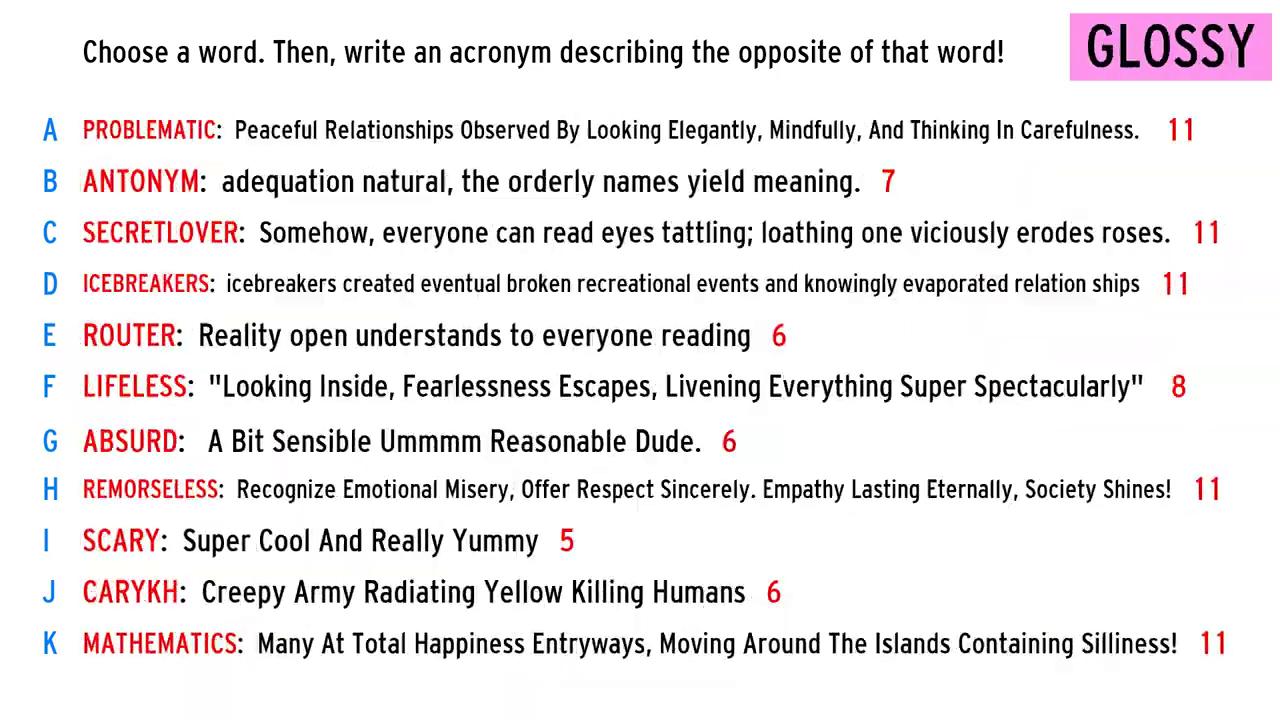 Choose a word. Then, write an acronym describing the opposite of that word! GLOSSY
A PROBLEMATIC: Peaceful Relationships Observed By Looking Elegantly, Mindfully, And Thinking In Carefulness. 11
B ANTONYM: adequation natural, the orderly names yield meaning. 7
C SECRETLOVER: Somehow, everyone can read eyes tattling; loathing one viciously erodes roses. 11
D ICEBREAKERS: icebreakers created eventual broken recreational events and knowingly evaporated relation ships 11
E ROUTER: Reality open understands to everyone reading 6
F LIFELESS: "Looking Inside, Fearlessness Escapes, Livening Everything Super Spectacularly" 8
G ABSURD: A Bit Sensible Ummmm Reasonable Dude. 6
H REMORSELESS: Recognize Emotional Misery, Offer Respect Sincerely. Empathy Lasting Eternally, Society Shines! 11
I SCARY: Super Cool And Really Yummy 5
J CARYKH: Creepy Army Radiating Yellow Killing Humans 6
K MATHEMATICS: Many At Total Happiness Entryways, Moving Around The Islands Containing Silliness! 11